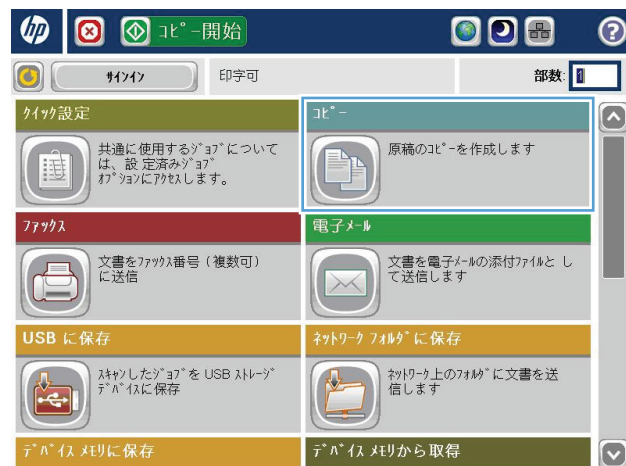 hp
ｺﾋﾟｰ開始
?
ｻｲﾝｲﾝ
印字可
部数:
1
ｸｲｯｸ設定
共通に使用するｼﾞｮﾌﾞについて
は、設 定済みｼﾞｮﾌﾞ
ｵﾌﾟｼｮﾝにｱｸｾｽしま
す。
ｺﾋﾟｰ
原稿のｺﾋﾟｰを作成します
ﾌｧｯｸｽ
文書をﾌｧｯｸｽ番号（複数可）
に送信
電子ﾒｰﾙ
文書を電子ﾒｰﾙの添付ﾌｧｲﾙと し
て送信しま す
USB に保存
ｽｷｬﾝしたｼﾞｮﾌﾞを USB ｽﾄﾚｰｼﾞ
ﾃﾞﾊﾞｲｽに保存
ﾈｯﾄﾜｰｸ ﾌｫﾙﾀﾞに保存
ﾈｯﾄﾜｰｸ上のﾌｫﾙﾀﾞに文書を送
信しま す
ﾃﾞﾊﾞｲｽ ﾒﾓﾘに保存
ﾃﾞﾊﾞｲｽ ﾒﾓﾘから取得